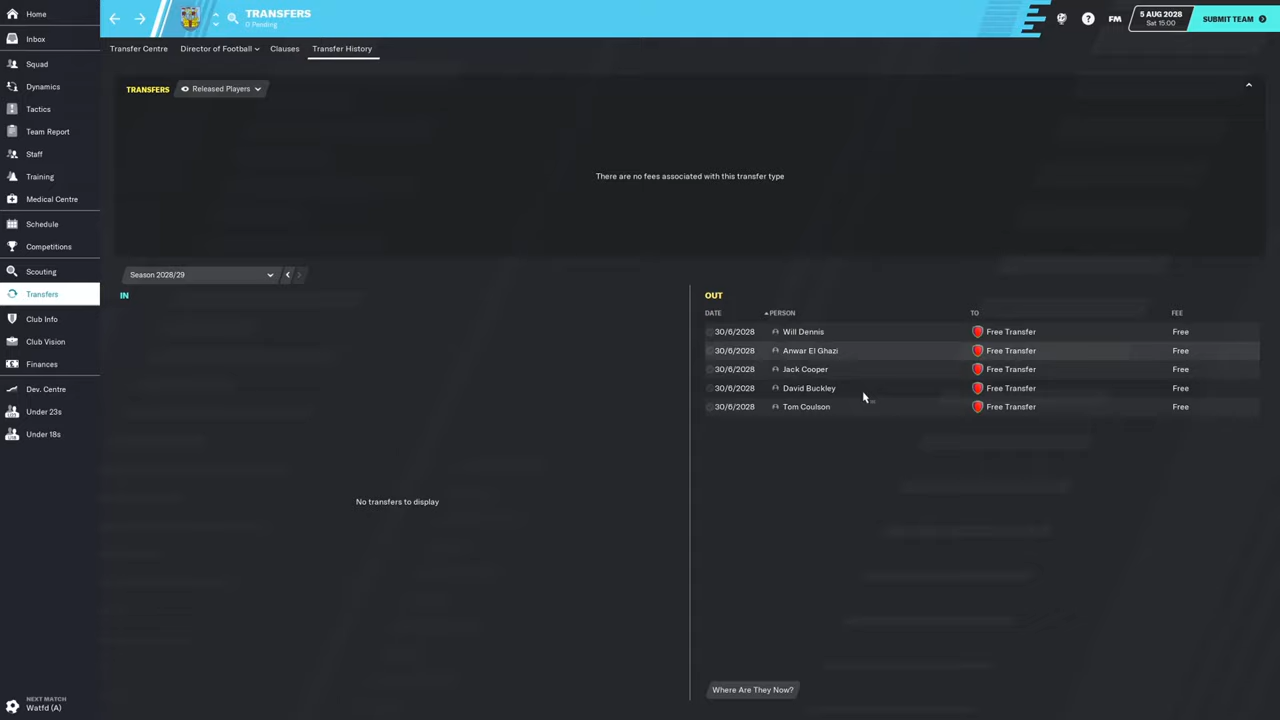 TRANSFERS
0 Pending
5 AUG 2028
Sat 15:00
SUBMIT TEAM
FM
Home
Inbox
Squad
Dynamics
Tactics
Team Report
Staff
Training
Medical Centre
Schedule
Competitions
Scouting
Transfers
Club Info
Club Vision
Finances
Dev. Centre
Under 23s
Under 18s
NEXT MATCH
Watfd (A)
Transfer Centre Director of Football Clauses Transfer History
TRANSFERS Released Players
There are no fees associated with this transfer type
Season 2028/29
IN
No transfers to display
OUT
DATE PERSON TO FEE
30/6/2028 Will Dennis Free Transfer Free
30/6/2028 Anwar El Ghazi Free Transfer Free
30/6/2028 Jack Cooper Free Transfer Free
30/6/2028 David Buckley Free Transfer Free
30/6/2028 Tom Coulson Free Transfer Free
Where Are They Now?